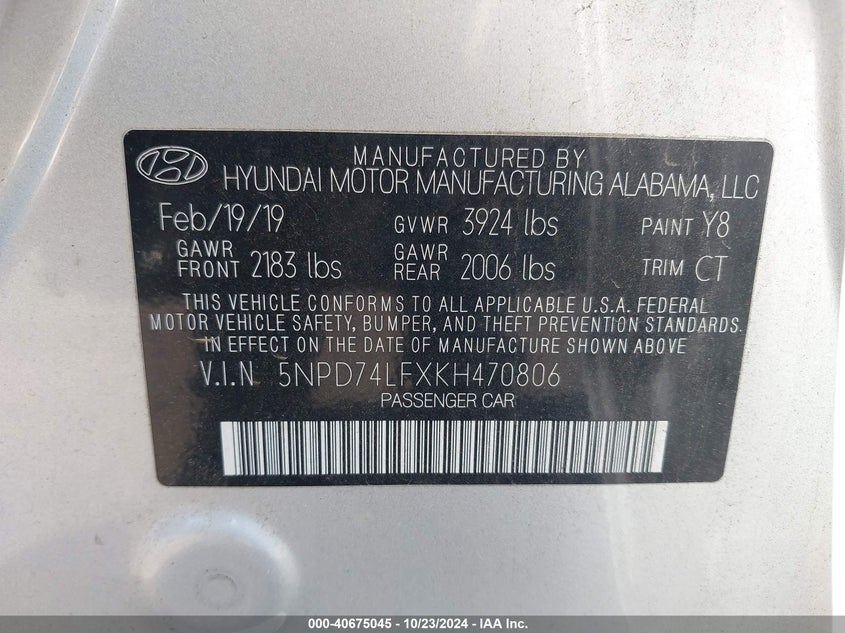 MANUFACTURED BY
HYUNDAI MOTOR MANUFACTURING ALABAMA, LLC
Feb/19/19 GVWR 3924 lbs PAINT Y8
GAWR FRONT 2183 lbs GAWR REAR 2006 lbs TRIM CT
THIS VEHICLE CONFORMS TO ALL APPLICABLE U.S.A. FEDERAL
MOTOR VEHICLE SAFETY, BUMPER, AND THEFT PREVENTION STANDARDS
IN EFFECT ON THE DATE OF MANUFACTURE SHOWN ABOVE
V.I.N 5NPD74LFXKH470806
PASSENGER CAR
000-40675045 - 10/23/2024 - IAA Inc.